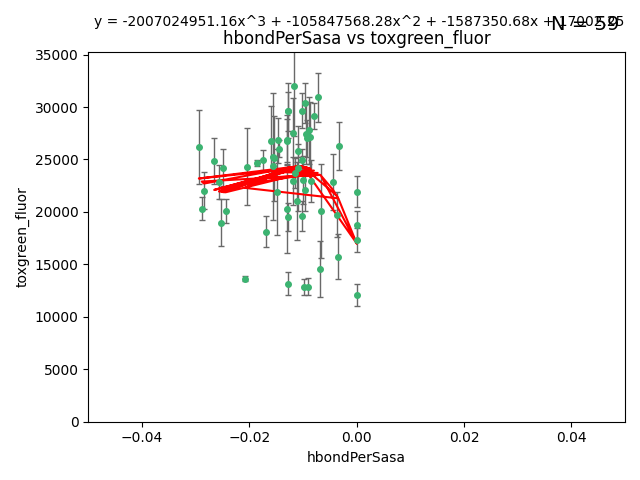 y = -2007024951.16x^3 + -105847568.28x^2 + -1587350.68x +
N = 59
hbondPerSasa vs toxgreen_fluor
35000
30000
25000
20000
15000
10000
5000
0
toxgreen_fluor
-0.04
-0.02
0.00
0.02
0.04
hbondPerSasa